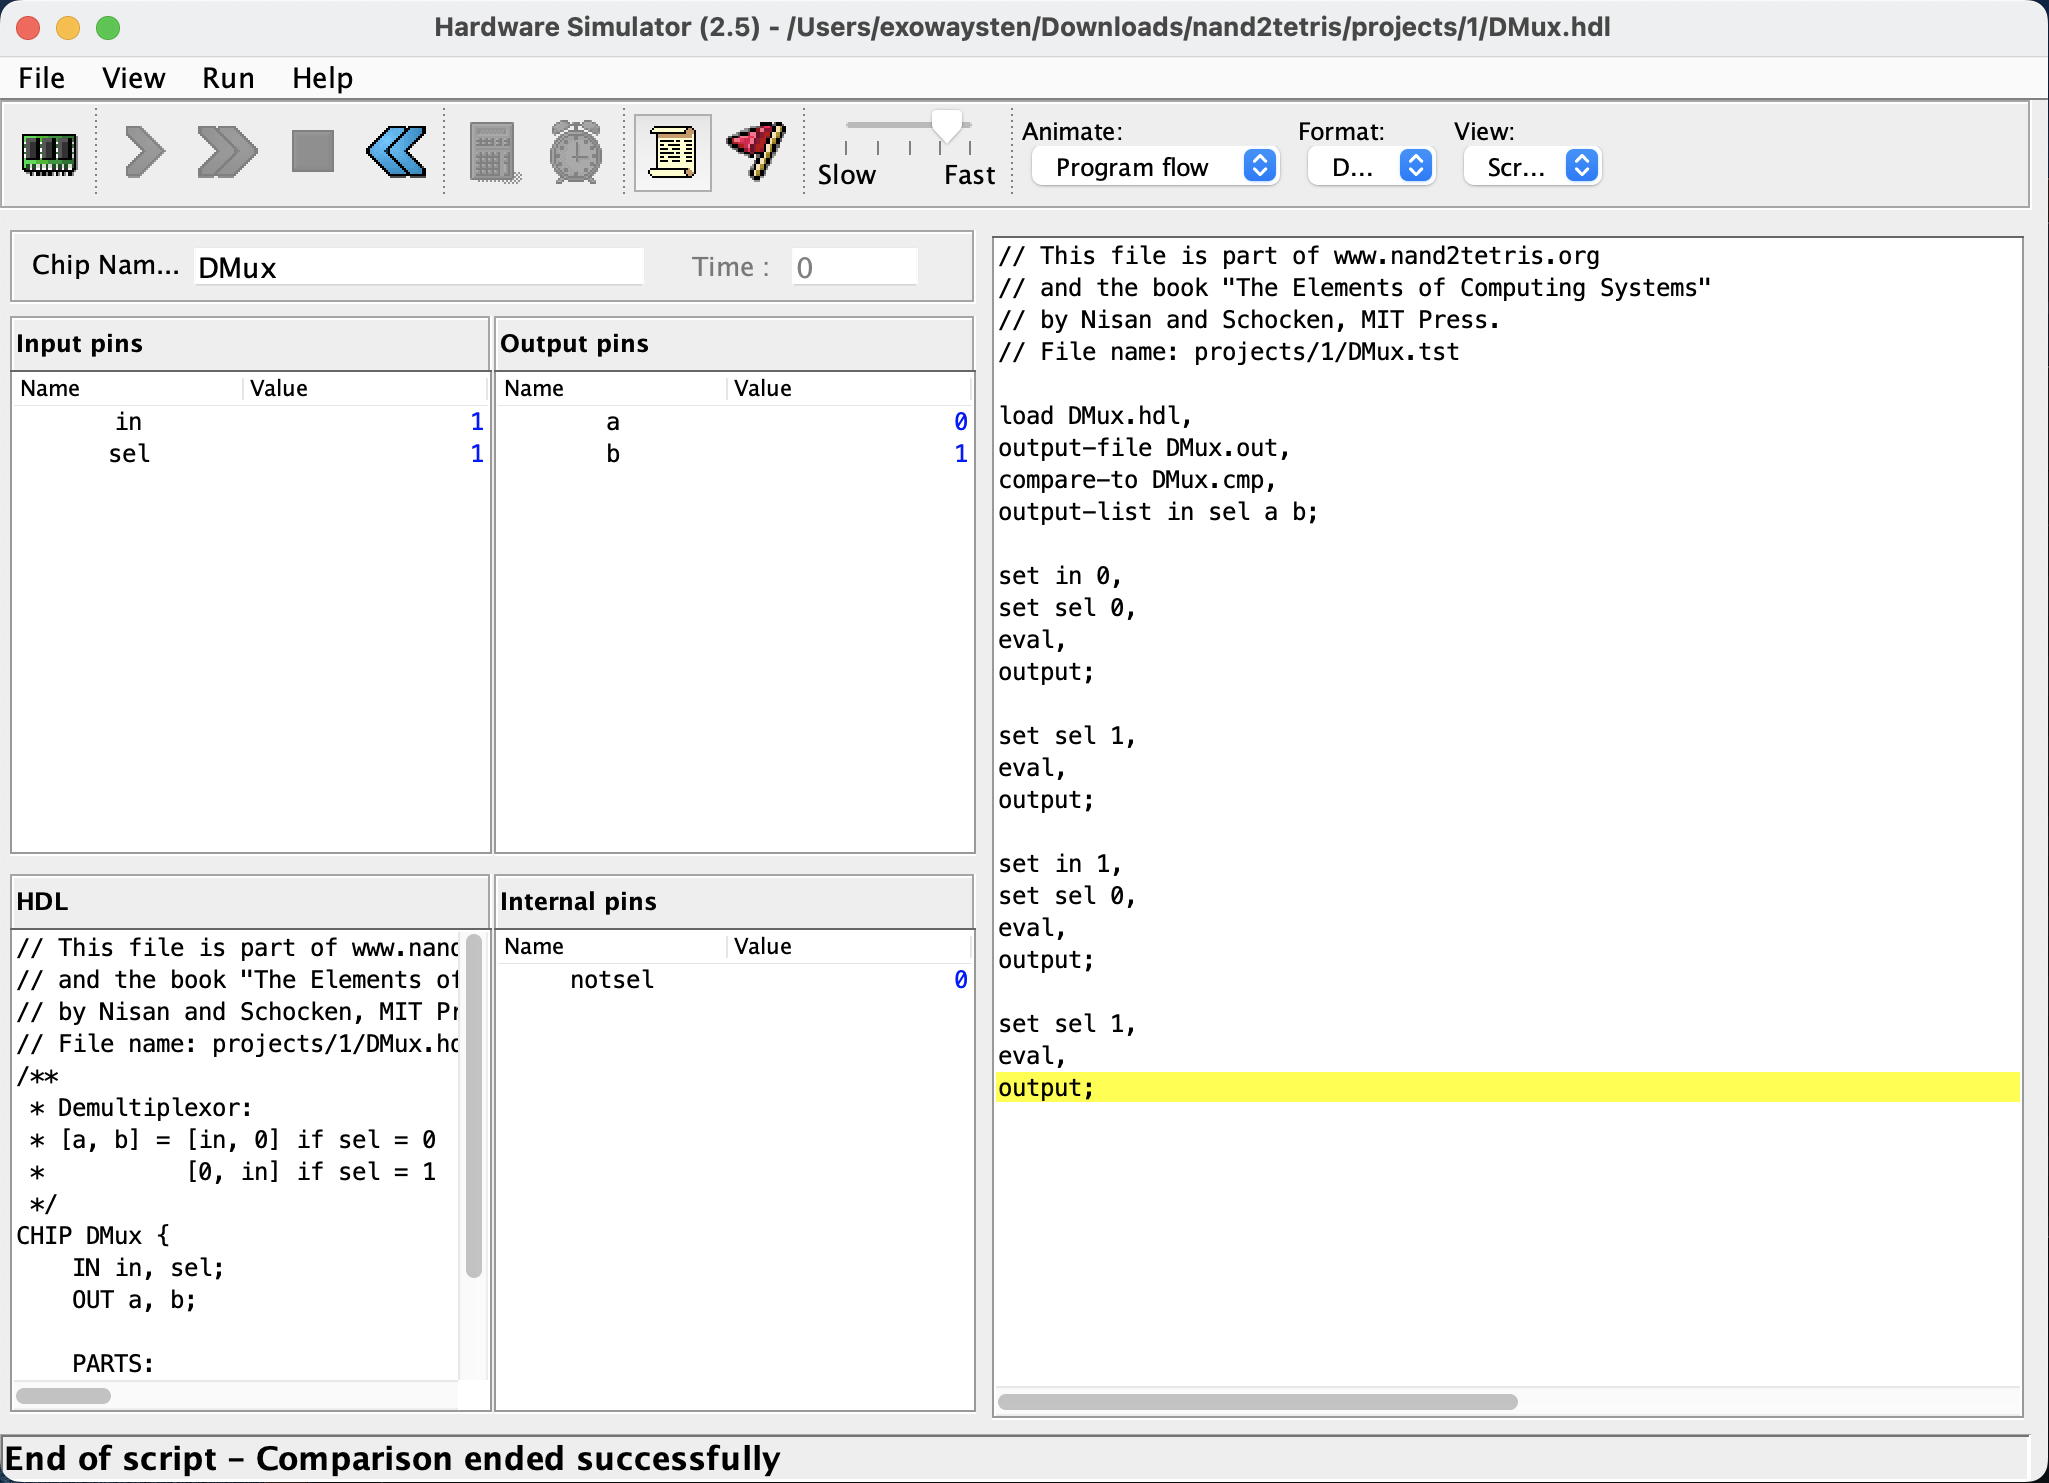 Hardware Simulator (2.5) - /Users/exowaysten/Downloads/nand2tetris/projects/1/DMux.hdl
File View Run Help
Slow Fast
Animate: Format: View:
Program flow D... Scr...
Chip Nam... DMux Time : 0
Input pins
Name Value
in 1
sel 1
Output pins
Name Value
a 0
b 1
HDL
// This file is part of www.nand
// and the book "The Elements of
// by Nisan and Schocken, MIT Pr
// File name: projects/1/DMux.hd
/**
 * Demultiplexor:
 * [a, b] = [in, 0] if sel = 0
 *          [0, in] if sel = 1
 */
CHIP DMux {
    IN in, sel;
    OUT a, b;
    PARTS:
Internal pins
Name Value
notsel 0
// This file is part of www.nand2tetris.org
// and the book "The Elements of Computing Systems"
// by Nisan and Schocken, MIT Press.
// File name: projects/1/DMux.tst
load DMux.hdl,
output-file DMux.out,
compare-to DMux.cmp,
output-list in sel a b;
set in 0,
set sel 0,
eval,
output;
set sel 1,
eval,
output;
set in 1,
set sel 0,
eval,
output;
set sel 1,
eval,
output;
End of script - Comparison ended successfully